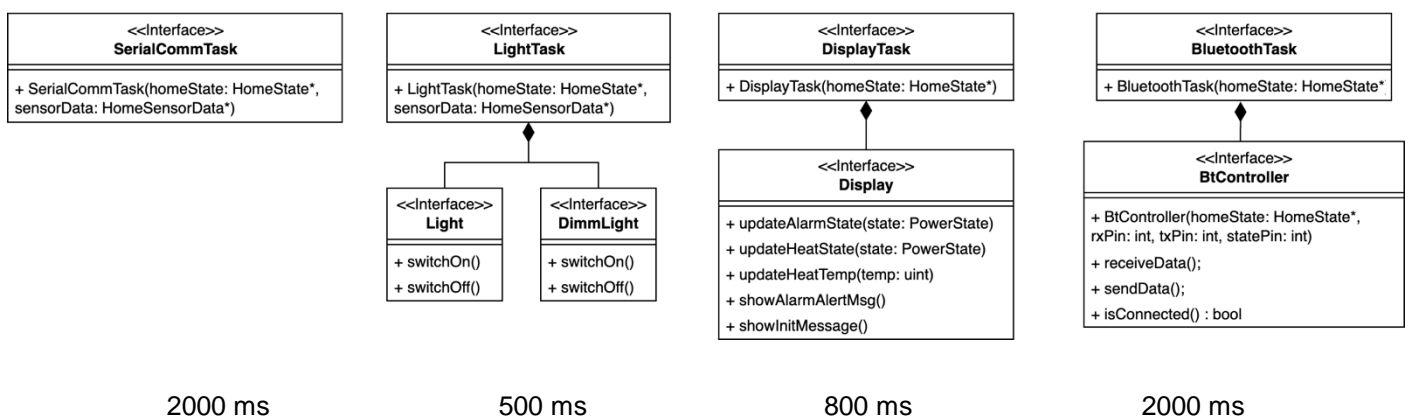 <<Interface>>
SerialCommTask
+ SerialCommTask(homeState: HomeState*,
sensorData: HomeSensorData*)
<<Interface>>
LightTask
+ LightTask(homeState: HomeState*,
sensorData: HomeSensorData*)
<<Interface>>
Light
+ switchOn()
+ switchOff()
<<Interface>>
DimmLight
+ switchOn()
+ switchOff()
<<Interface>>
DisplayTask
+ DisplayTask(homeState: HomeState*)
<<Interface>>
Display
+ updateAlarmState(state: PowerState)
+ updateHeatState(state: PowerState)
+ updateHeatTemp(temp: uint)
+ showAlarmAlertMsg()
+ showInitMessage()
<<Interface>>
BluetoothTask
+ BluetoothTask(homeState: HomeState*
<<Interface>>
BtController
+ BtController(homeState: HomeState*,
rxPin: int, txPin: int, statePin: int)
+ receiveData();
+ sendData();
+ isConnected() : bool
2000 ms
500 ms
800 ms
2000 ms